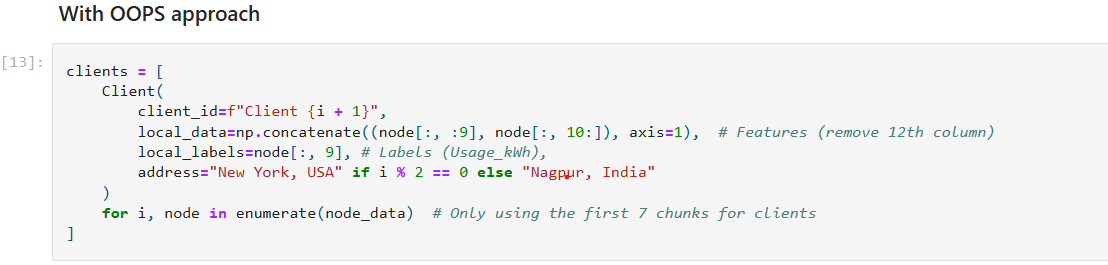 With OOPS approach
[13]:
clients = [
    Client(
        client_id=f"Client {i + 1}",
        local_data=np.concatenate((node[:, :9], node[:, 10:]), axis=1),  # Features (remove 12th column)
        local_labels=node[:, 9], # Labels (Usage_kWh),
        address="New York, USA" if i % 2 == 0 else "Nagpur, India"
    )
    for i, node in enumerate(node_data)  # Only using the first 7 chunks for clients
]